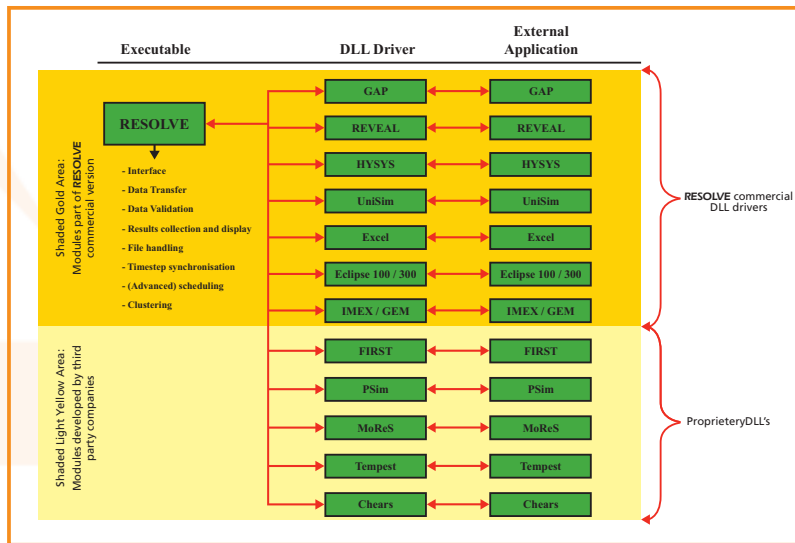 Executable
DLL Driver
External
Application
Shaded Gold Area:
Modules part of RESOLVE
commercial version
RESOLVE
- Interface
- Data Transfer
- Data Validation
- Results collection and display
- File handling
- Timestep synchronisation
- (Advanced) scheduling
- Clustering
GAP
GAP
REVEAL
REVEAL
HYSYS
HYSYS
UniSim
UniSim
Excel
Excel
Eclipse 100 / 300
Eclipse 100 / 300
IMEX / GEM
IMEX / GEM
RESOLVE commercial
DLL drivers
Shaded Light Yellow Area:
Modules developed by third
party companies
FIRST
FIRST
PSim
PSim
MoReS
MoReS
Tempest
Tempest
Chears
Chears
ProprieteryDLL's